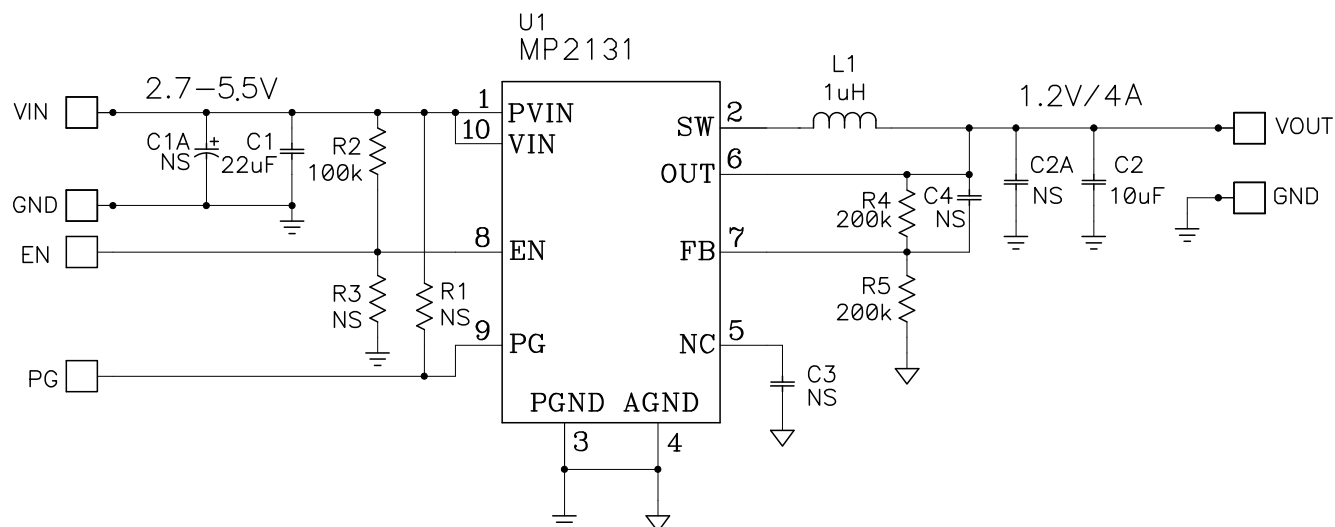 U1
MP2131
L1
1uH
2.7-5.5V
1.2V/4A
VIN
1
PVIN
10
VIN
SW
2
VOUT
C1A
+
NS
C1
22uF
R2
100k
OUT
6
C2A
NS
C2
10uF
GND
R4
200k
C4
NS
GND
EN
8
EN
FB
7
R3
NS
R1
NS
R5
200k
9
PG
NC
5
PG
C3
NS
PGND
AGND
3
4